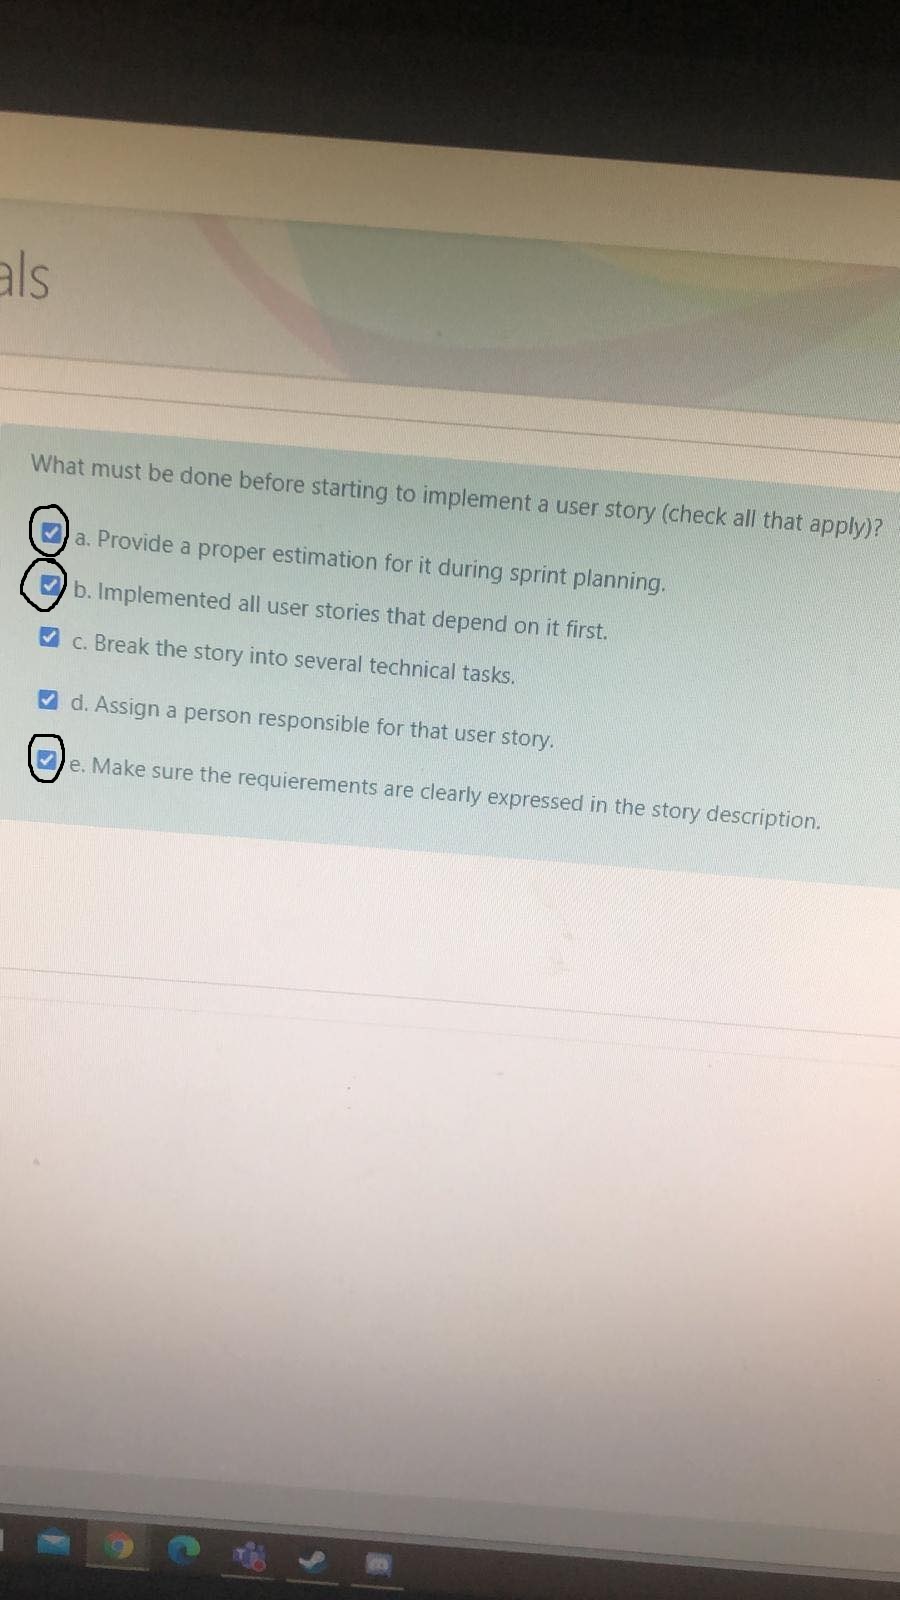 als
What must be done before starting to implement a user story (check all that apply)?
a. Provide a proper estimation for it during sprint planning.
b. Implemented all user stories that depend on it first.
c. Break the story into several technical tasks.
d. Assign a person responsible for that user story.
e. Make sure the requierements are clearly expressed in the story description.